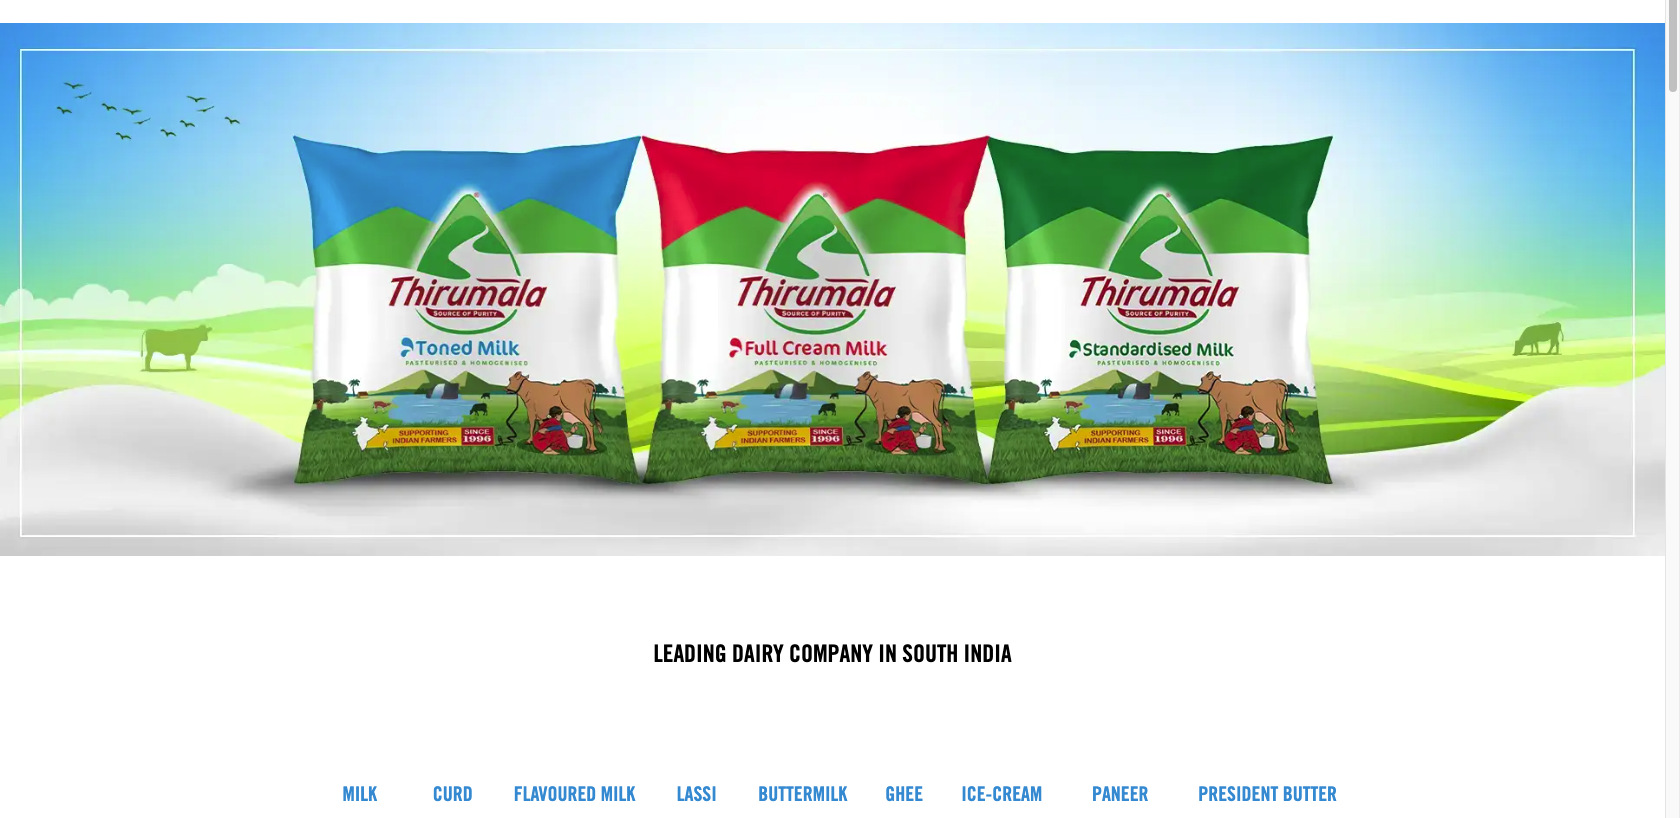 Thirumala
SOURCE OF PURITY
Toned Milk
PASTEURISED & HOMOGENISED
SUPPORTING
INDIAN FARMERS
SINCE
1996
Thirumala
SOURCE OF PURITY
Full Cream Milk
PASTEURISED & HOMOGENISED
SUPPORTING
INDIAN FARMERS
SINCE
1996
Thirumala
SOURCE OF PURITY
Standardised Milk
PASTEURISED & HOMOGENISED
SUPPORTING
INDIAN FARMERS
SINCE
1996
LEADING DAIRY COMPANY IN SOUTH INDIA
MILK CURD FLAVOURED MILK LASSI BUTTERMILK GHEE ICE-CREAM PANEER PRESIDENT BUTTER